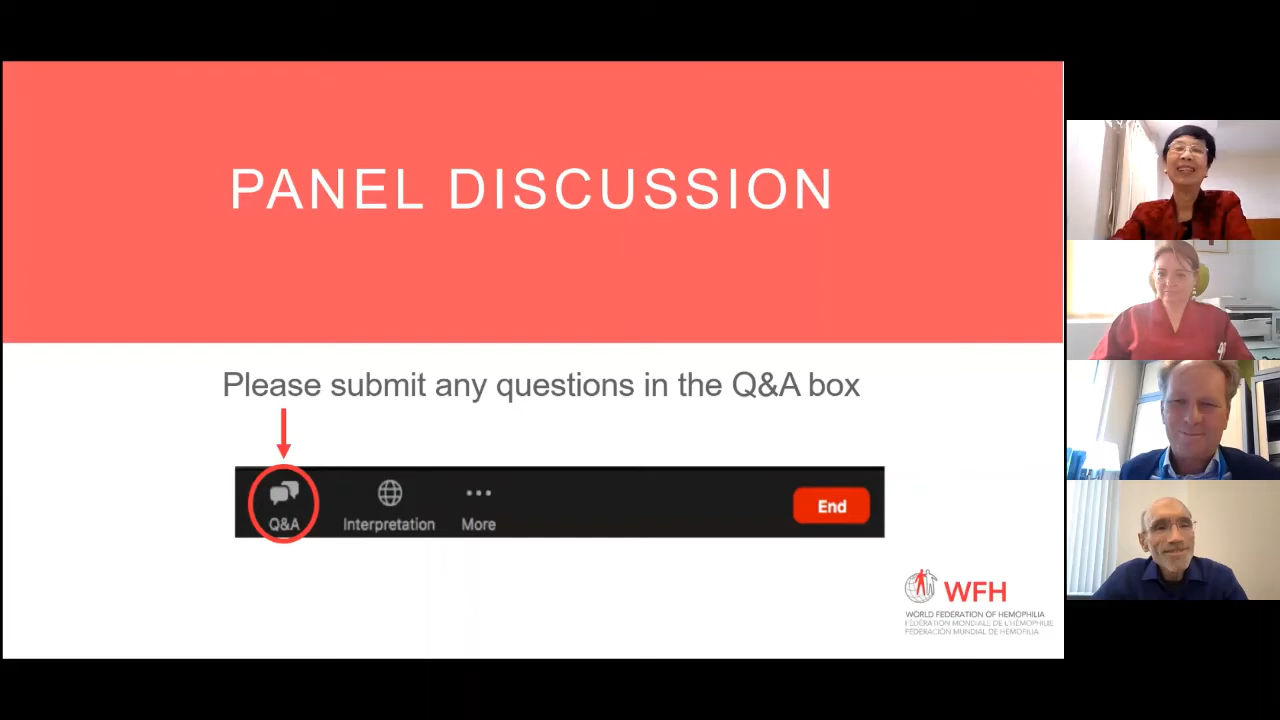 PANEL DISCUSSION
Please submit any questions in the Q&A box
Q&A
Interpretation
More
End
WFH
WORLD FEDERATION OF HEMOPHILIA
FÉDÉRATION MONDIALE DE L'HÉMOPHILIE
FEDERACIÓN MUNDIAL DE HEMOFILIA